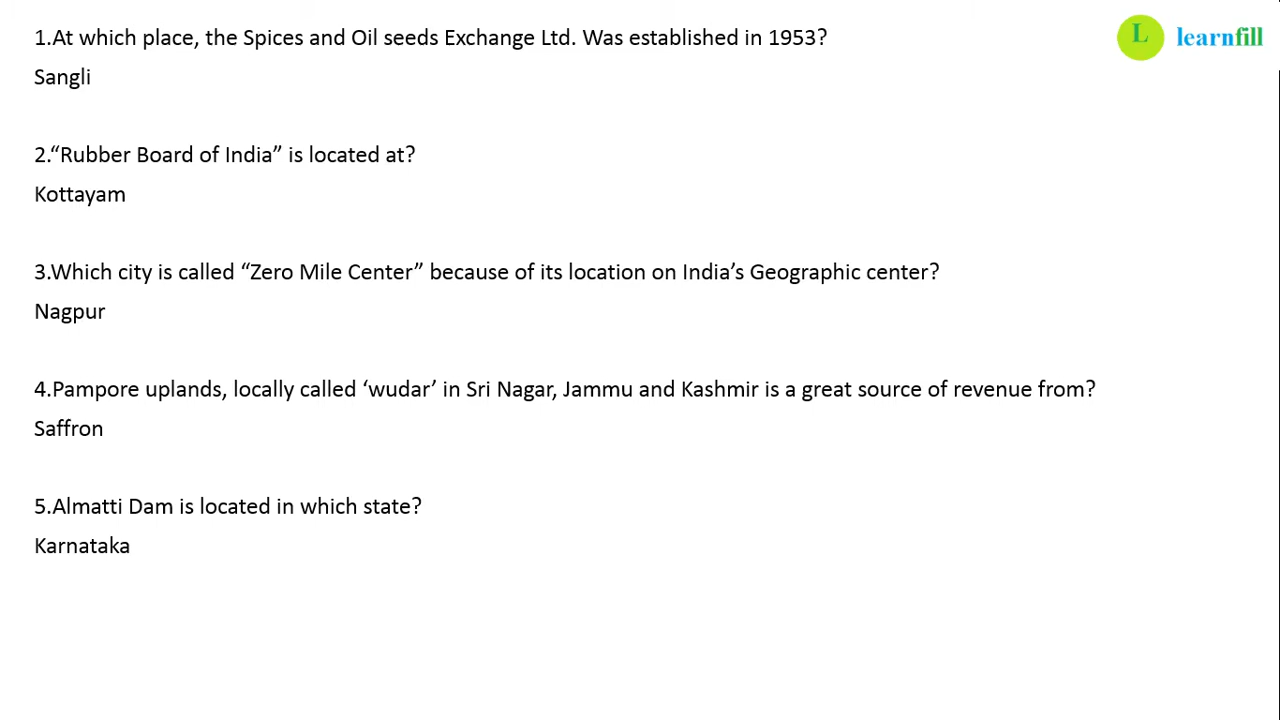 1.At which place, the Spices and Oil seeds Exchange Ltd. Was established in 1953?
L learnfill
Sangli
2.“Rubber Board of India” is located at?
Kottayam
3.Which city is called “Zero Mile Center” because of its location on India’s Geographic center?
Nagpur
4.Pampore uplands, locally called ‘wudar’ in Sri Nagar, Jammu and Kashmir is a great source of revenue from?
Saffron
5.Almatti Dam is located in which state?
Karnataka